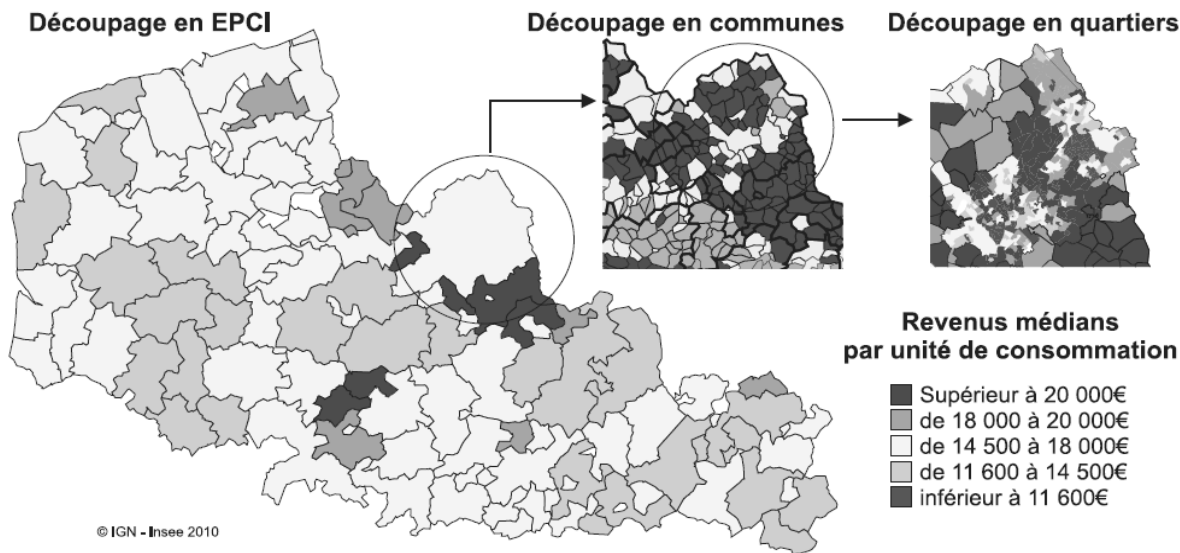 Découpage en EPCI
Découpage en communes
Découpage en quartiers
Revenus médians
par unité de consommation
Supérieur à 20 000€
de 18 000 à 20 000€
de 14 500 à 18 000€
de 11 600 à 14 500€
inférieur à 11 600€
© IGN - Insee 2010